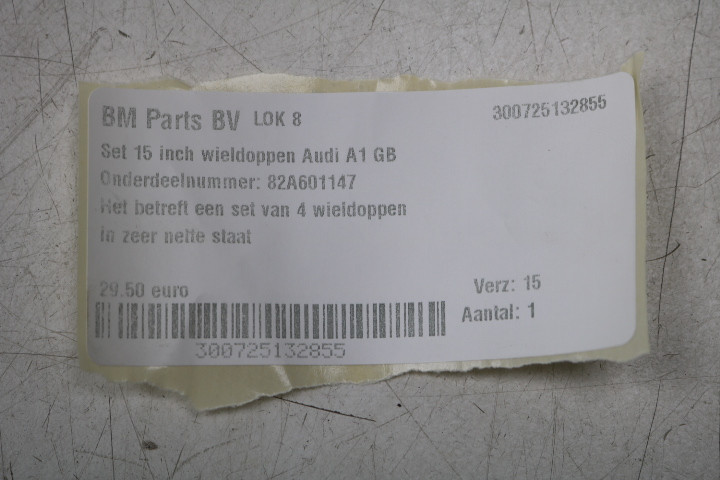 BM Parts BV LOK 8 300725132855
Set 15 inch wieldoppen Audi A1 GB
Onderdeelnummer: 82A601147
Het betreft een set van 4 wieldoppen
in zeer nette staat
29.50 euro Verz: 15
Aantal: 1
300725132855